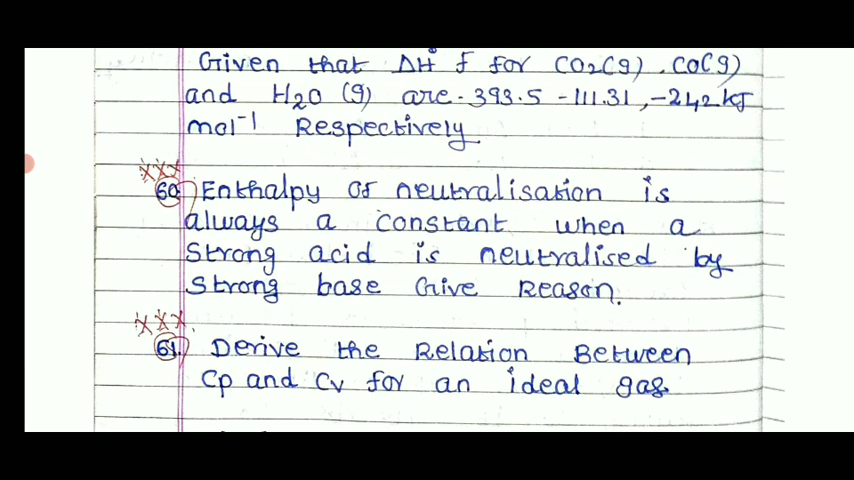 Given that ΔH° f for CO2(g), CO(g)
and H2O (g) are -393.5 -111.31, -242 kJ
mol-1 Respectively
xxx
60. Enthalpy of neutralisation is
always a constant when a
Strong acid is neutralised by
Strong base Give Reason.
xxx.
61. Derive the Relation Between
Cp and Cv for an ideal gas